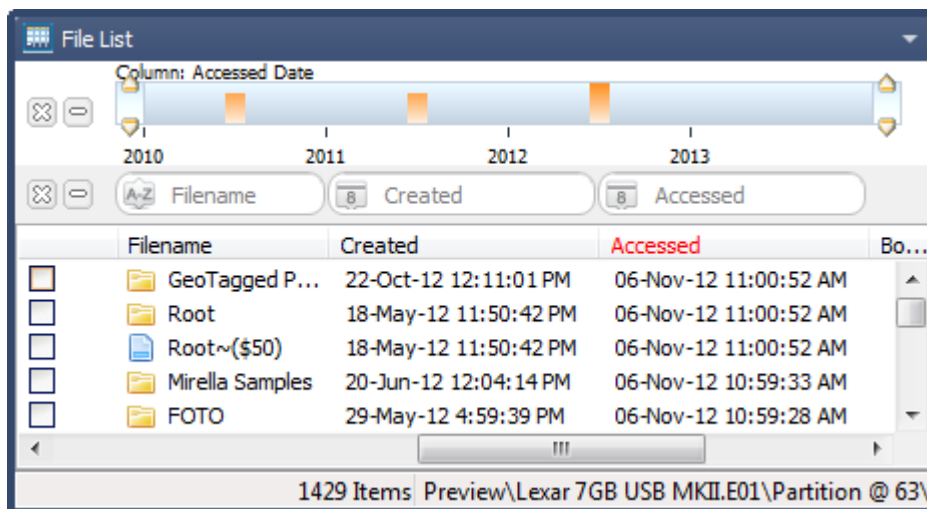 File List
Column: Accessed Date
2010 2011 2012 2013
A-Z Filename 8 Created 8 Accessed
Filename Created Accessed Bo...
GeoTagged P... 22-Oct-12 12:11:01 PM 06-Nov-12 11:00:52 AM
Root 18-May-12 11:50:42 PM 06-Nov-12 11:00:52 AM
Root~($50) 18-May-12 11:50:42 PM 06-Nov-12 11:00:52 AM
Mirella Samples 20-Jun-12 12:04:14 PM 06-Nov-12 10:59:33 AM
FOTO 29-May-12 4:59:39 PM 06-Nov-12 10:59:28 AM
1429 Items Preview\Lexar 7GB USB MKII.E01\Partition @ 63\